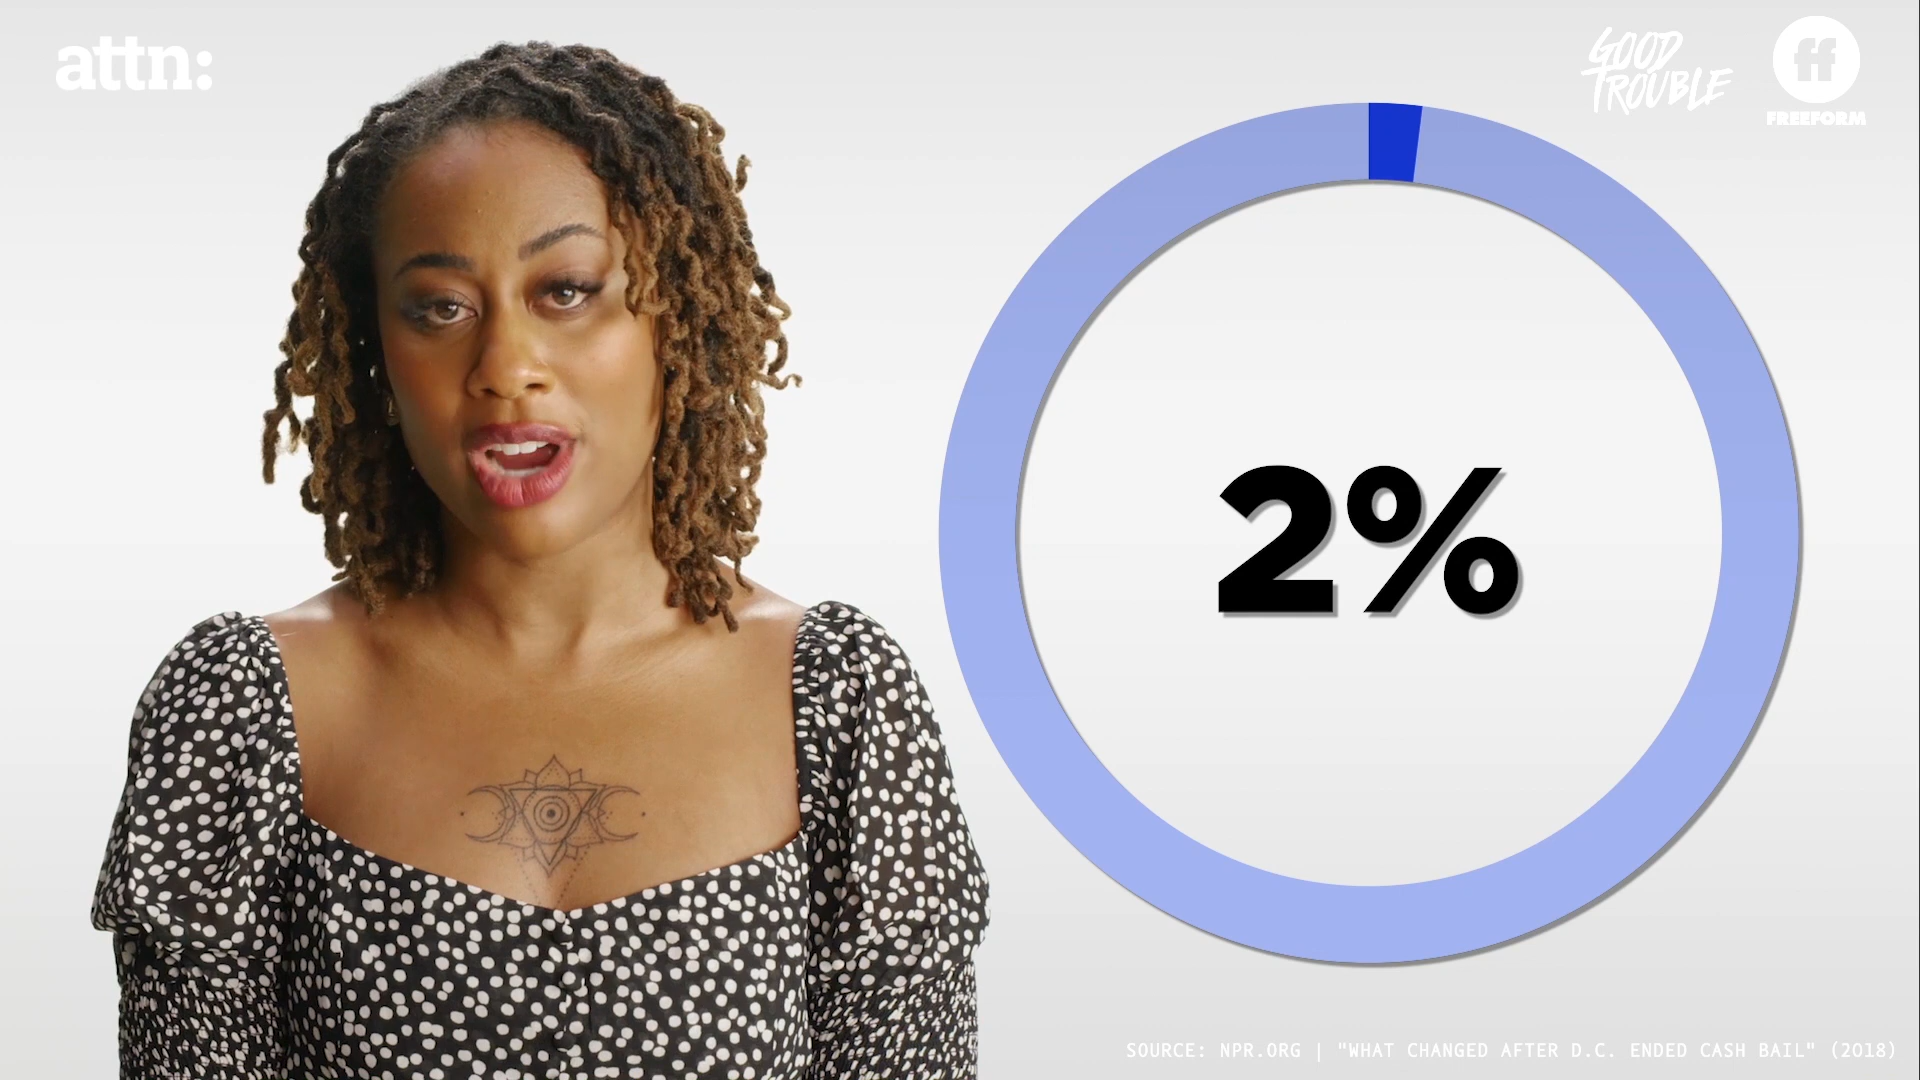 attn:
GOOD
TROUBLE
ff
FREEFORM
2%
SOURCE: NPR.ORG | "WHAT CHANGED AFTER D.C. ENDED CASH BAIL" (2018)